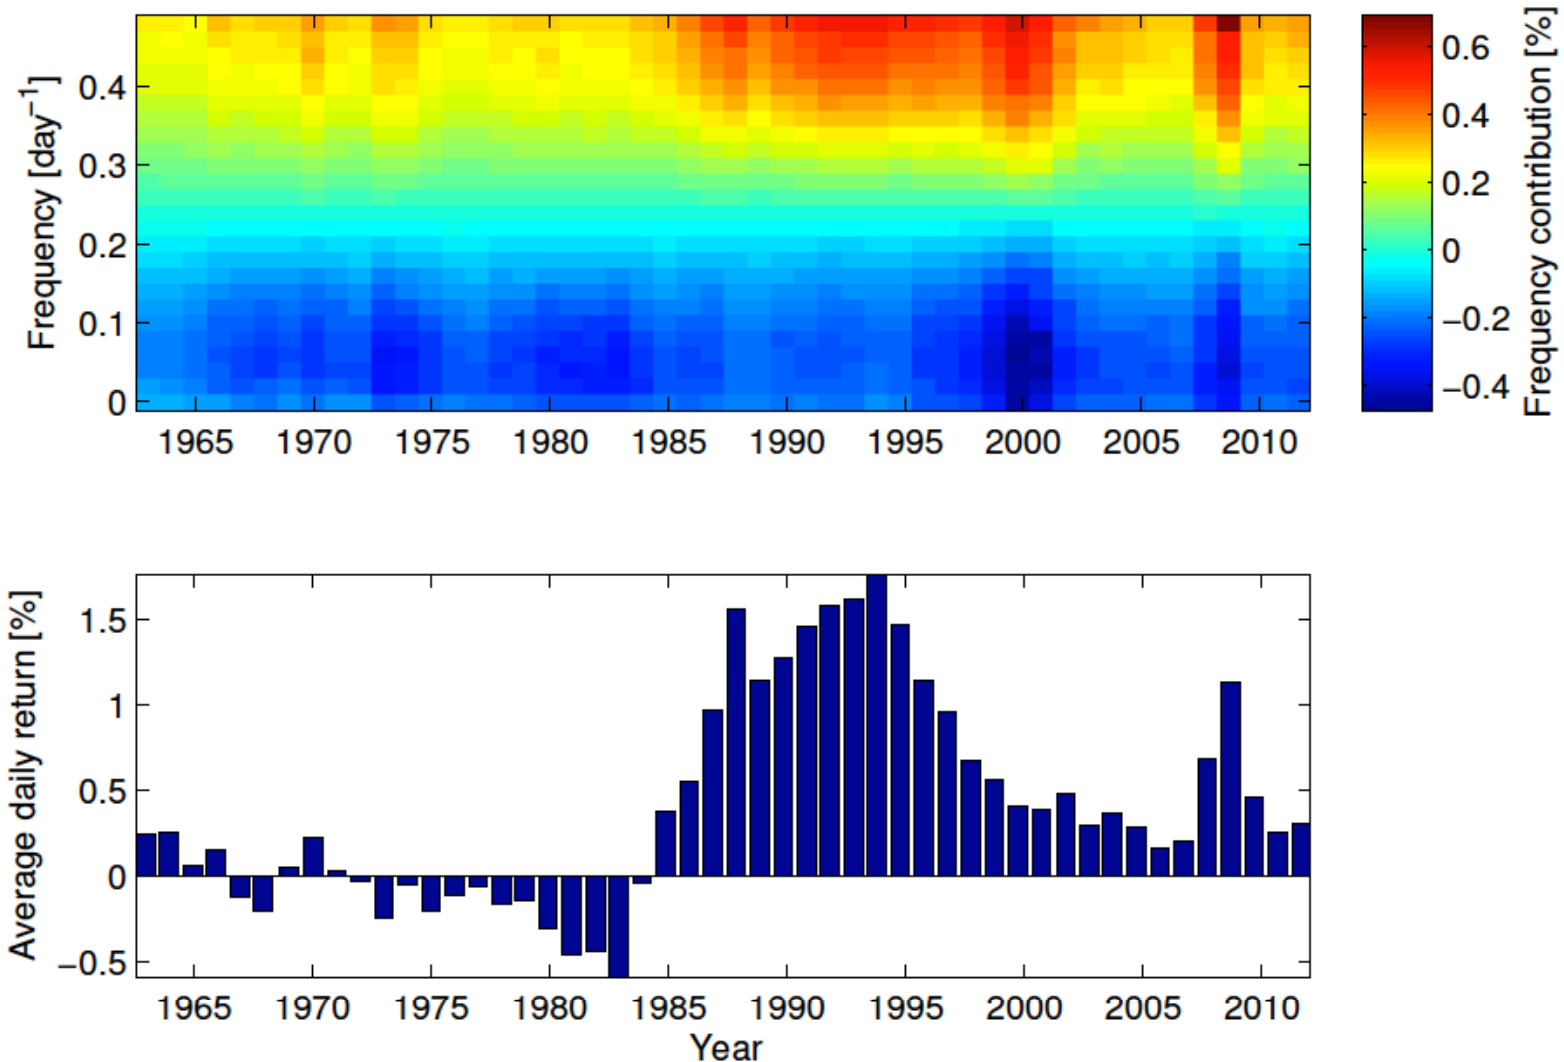 Frequency [day⁻¹]
0.4
0.3
0.2
0.1
0
1965 1970 1975 1980 1985 1990 1995 2000 2005 2010
0.6
0.4
0.2
0
−0.2
−0.4
Frequency contribution [%]
Average daily return [%]
1.5
1
0.5
0
−0.5
1965 1970 1975 1980 1985 1990 1995 2000 2005 2010
Year